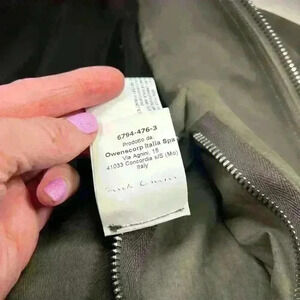 6794-476-3
Prodotto da:
Owenscorp Italia Spa
Via Agnini, 18
41033 Concordia s/S (Mo)
Italy